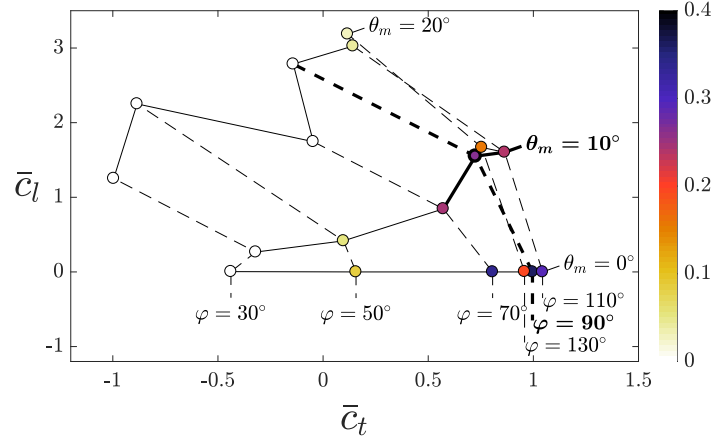 0.4
3
θ_m = 20°
0.3
2
θ_m = 10°
c̄_l
1
0.2
0
θ_m = 0°
0.1
φ = 110°
φ = 30°
φ = 50°
φ = 70°
φ = 90°
-1
φ = 130°
0
-1
-0.5
0
0.5
1
1.5
c̄_t